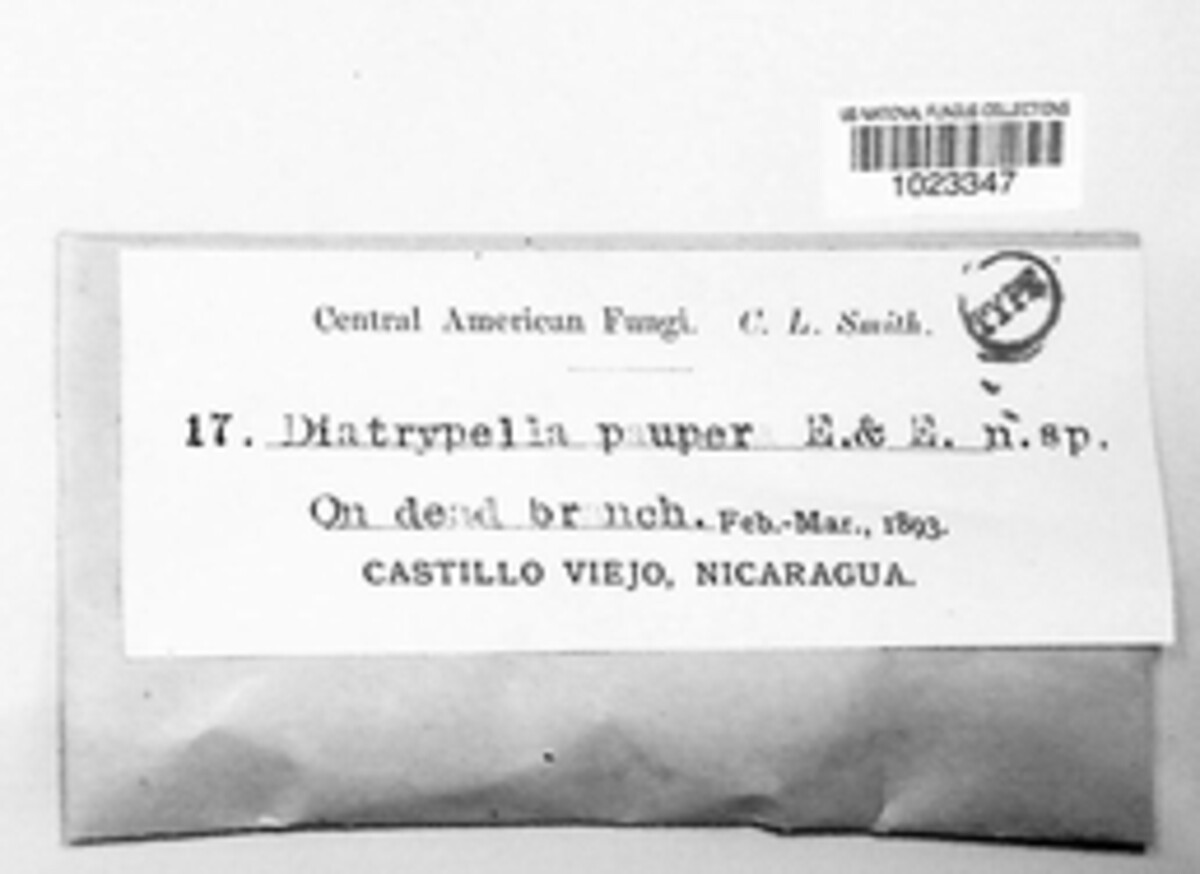 US NATIONAL FUNGUS COLLECTIONS
1023347
TYPE
Central American Fungi. C. L. Smith.
17. Diatrypella paupera E.& E. n.sp.
On dead branch. Feb.-Mar., 1893.
CASTILLO VIEJO, NICARAGUA.